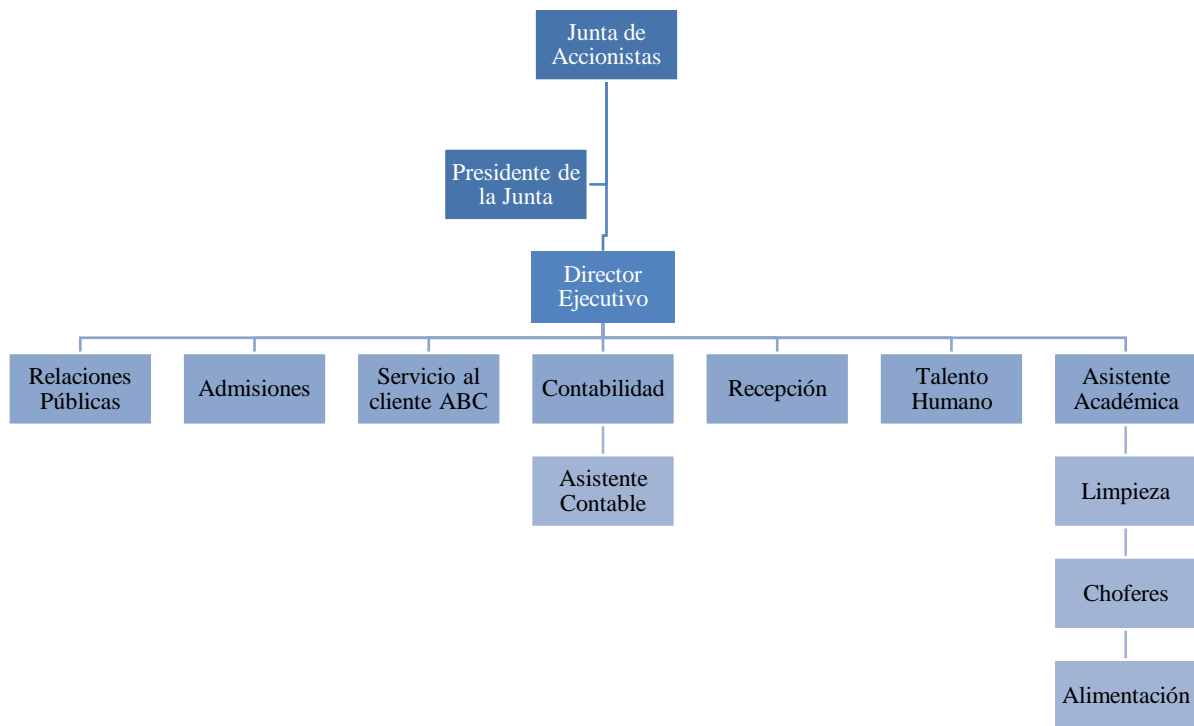 Junta de
Accionistas
Presidente de
la Junta
Director
Ejecutivo
Relaciones
Públicas
Admisiones
Servicio al
cliente ABC
Contabilidad
Recepción
Talento
Humano
Asistente
Académica
Asistente
Contable
Limpieza
Choferes
Alimentación